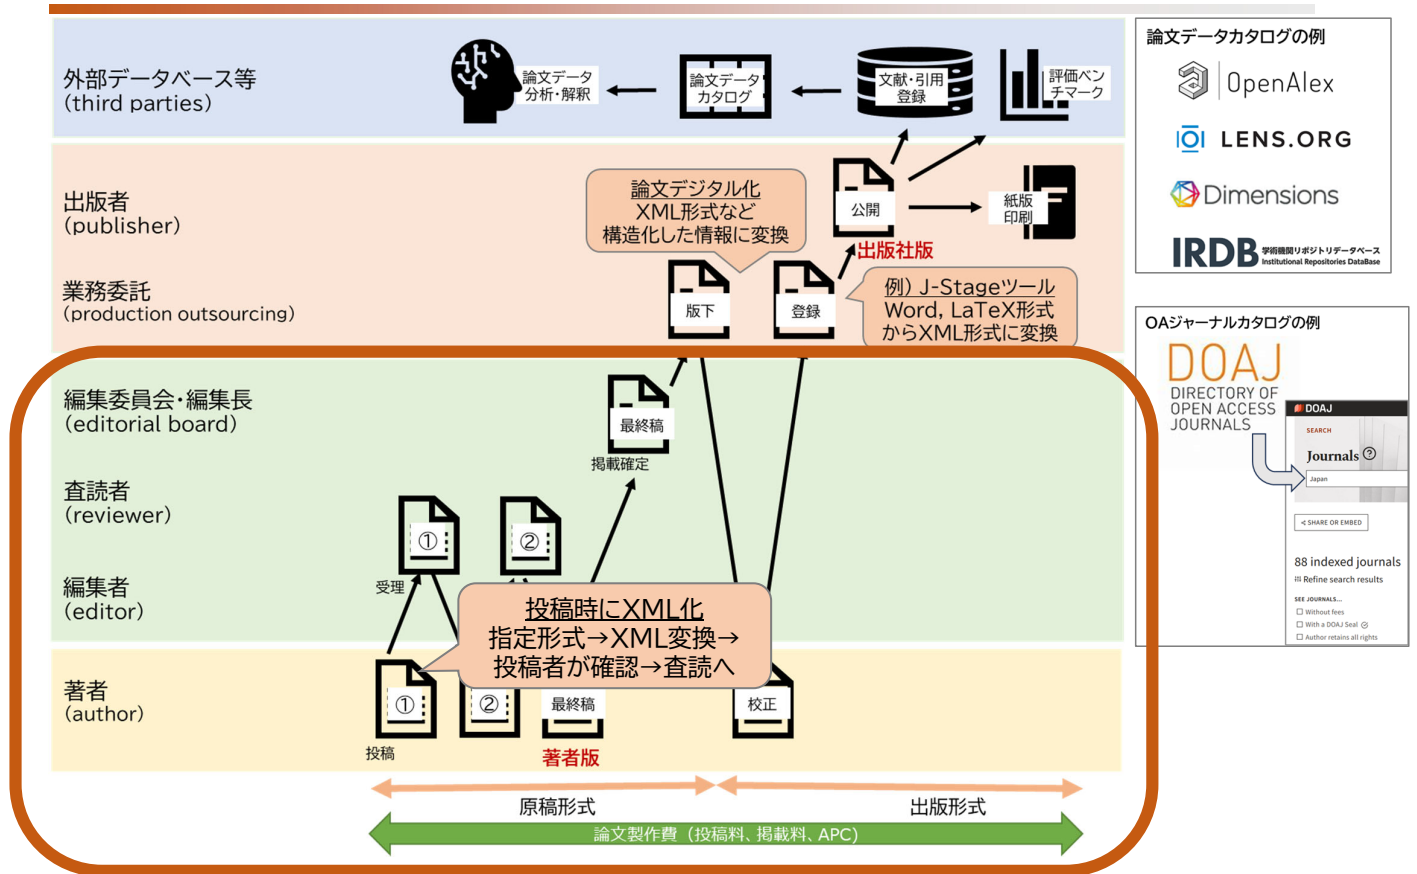 外部データベース等
(third parties)
論文データ
分析・解釈
論文データ
カタログ
文献・引用
登録
評価ベン
チマーク
出版者
(publisher)
論文デジタル化
XML形式など
構造化した情報に変換
公開
出版社版
紙版
印刷
業務委託
(production outsourcing)
版下
登録
例) J-Stageツール
Word, LaTeX形式
からXML形式に変換
編集委員会・編集長
(editorial board)
最終稿
掲載確定
査読者
(reviewer)
①
②
受理
編集者
(editor)
投稿時にXML化
指定形式→XML変換→
投稿者が確認→査読へ
著者
(author)
①
②
最終稿
校正
投稿
著者版
原稿形式
出版形式
論文製作費（投稿料、掲載料、APC)
論文データカタログの例
OpenAlex
LENS.ORG
Dimensions
IRDB
学術機関リポジトリデータベース
Institutional Repositories DataBase
OAジャーナルカタログの例
DOAJ
DIRECTORY OF
OPEN ACCESS
JOURNALS
DOAJ
SEARCH
Journals
Japan
SHARE OR EMBED
88 indexed journals
Refine search results
SEE JOURNALS...
Without fees
With a DOAJ Seal
Author retains all rights